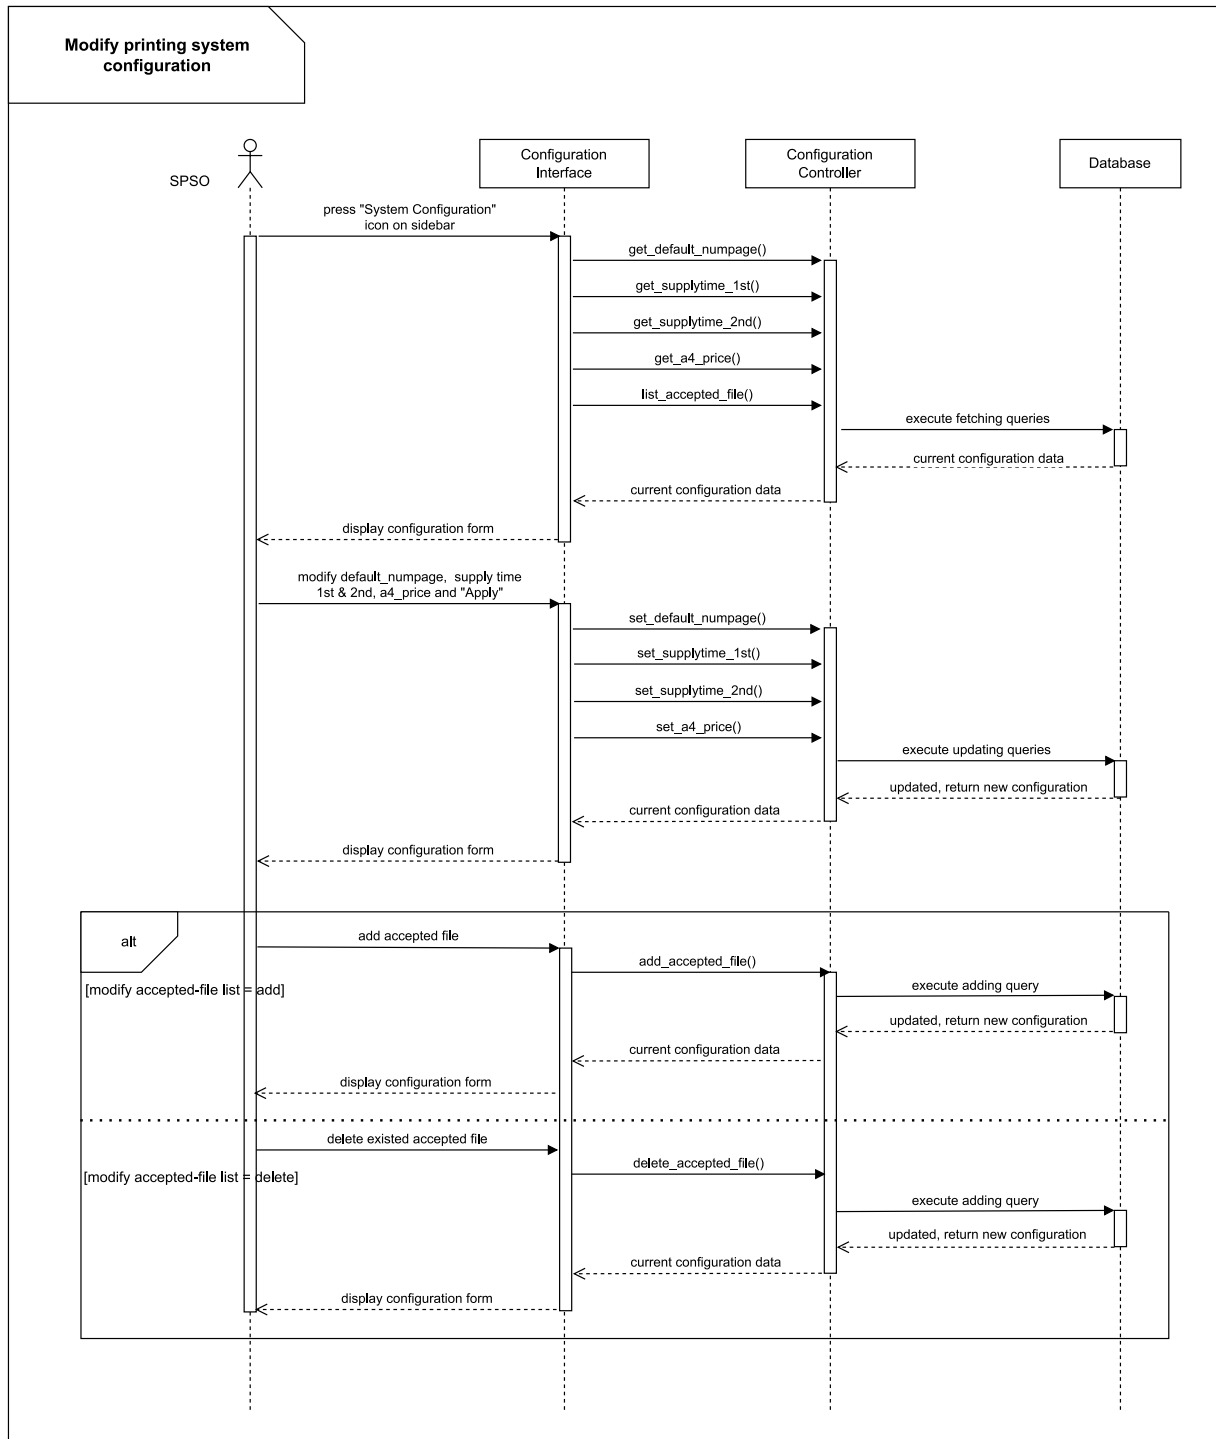 Modify printing system
configuration
SPSO
Configuration
Interface
Configuration
Controller
Database
press "System Configuration"
icon on sidebar
get_default_numpage()
get_supplytime_1st()
get_supplytime_2nd()
get_a4_price()
list_accepted_file()
execute fetching queries
current configuration data
current configuration data
display configuration form
modify default_numpage,  supply time
1st & 2nd, a4_price and "Apply"
set_default_numpage()
set_supplytime_1st()
set_supplytime_2nd()
set_a4_price()
execute updating queries
updated, return new configuration
current configuration data
display configuration form
alt
add accepted file
add_accepted_file()
[modify accepted-file list = add]
execute adding query
updated, return new configuration
current configuration data
display configuration form
delete existed accepted file
delete_accepted_file()
[modify accepted-file list = delete]
execute adding query
updated, return new configuration
current configuration data
display configuration form